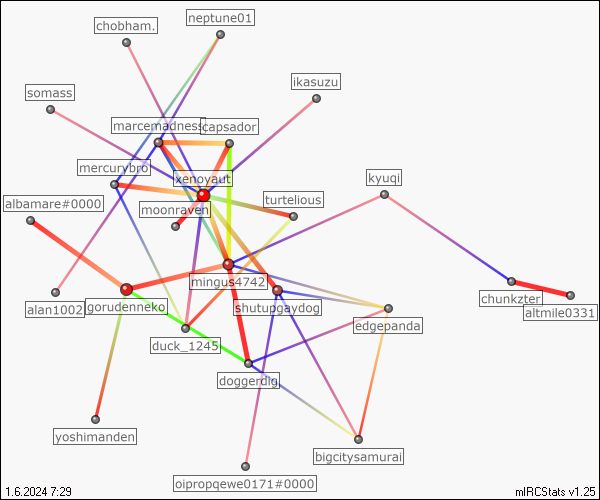 neptune01
chobham.
ikasuzu
somass
marcemadness
capsador
mercurybro
xenoyaut
kyuqi
albamare#0000
turtelious
moonraven
mingus4742
alan1002
gorudenneko
shutupgaydog
chunkzter
altmile0331
edgepanda
duck_1245
doggerdig
yoshimanden
bigcitysamurai
oipropqewe0171#0000
1.6.2024 7:29
mIRCStats v1.25